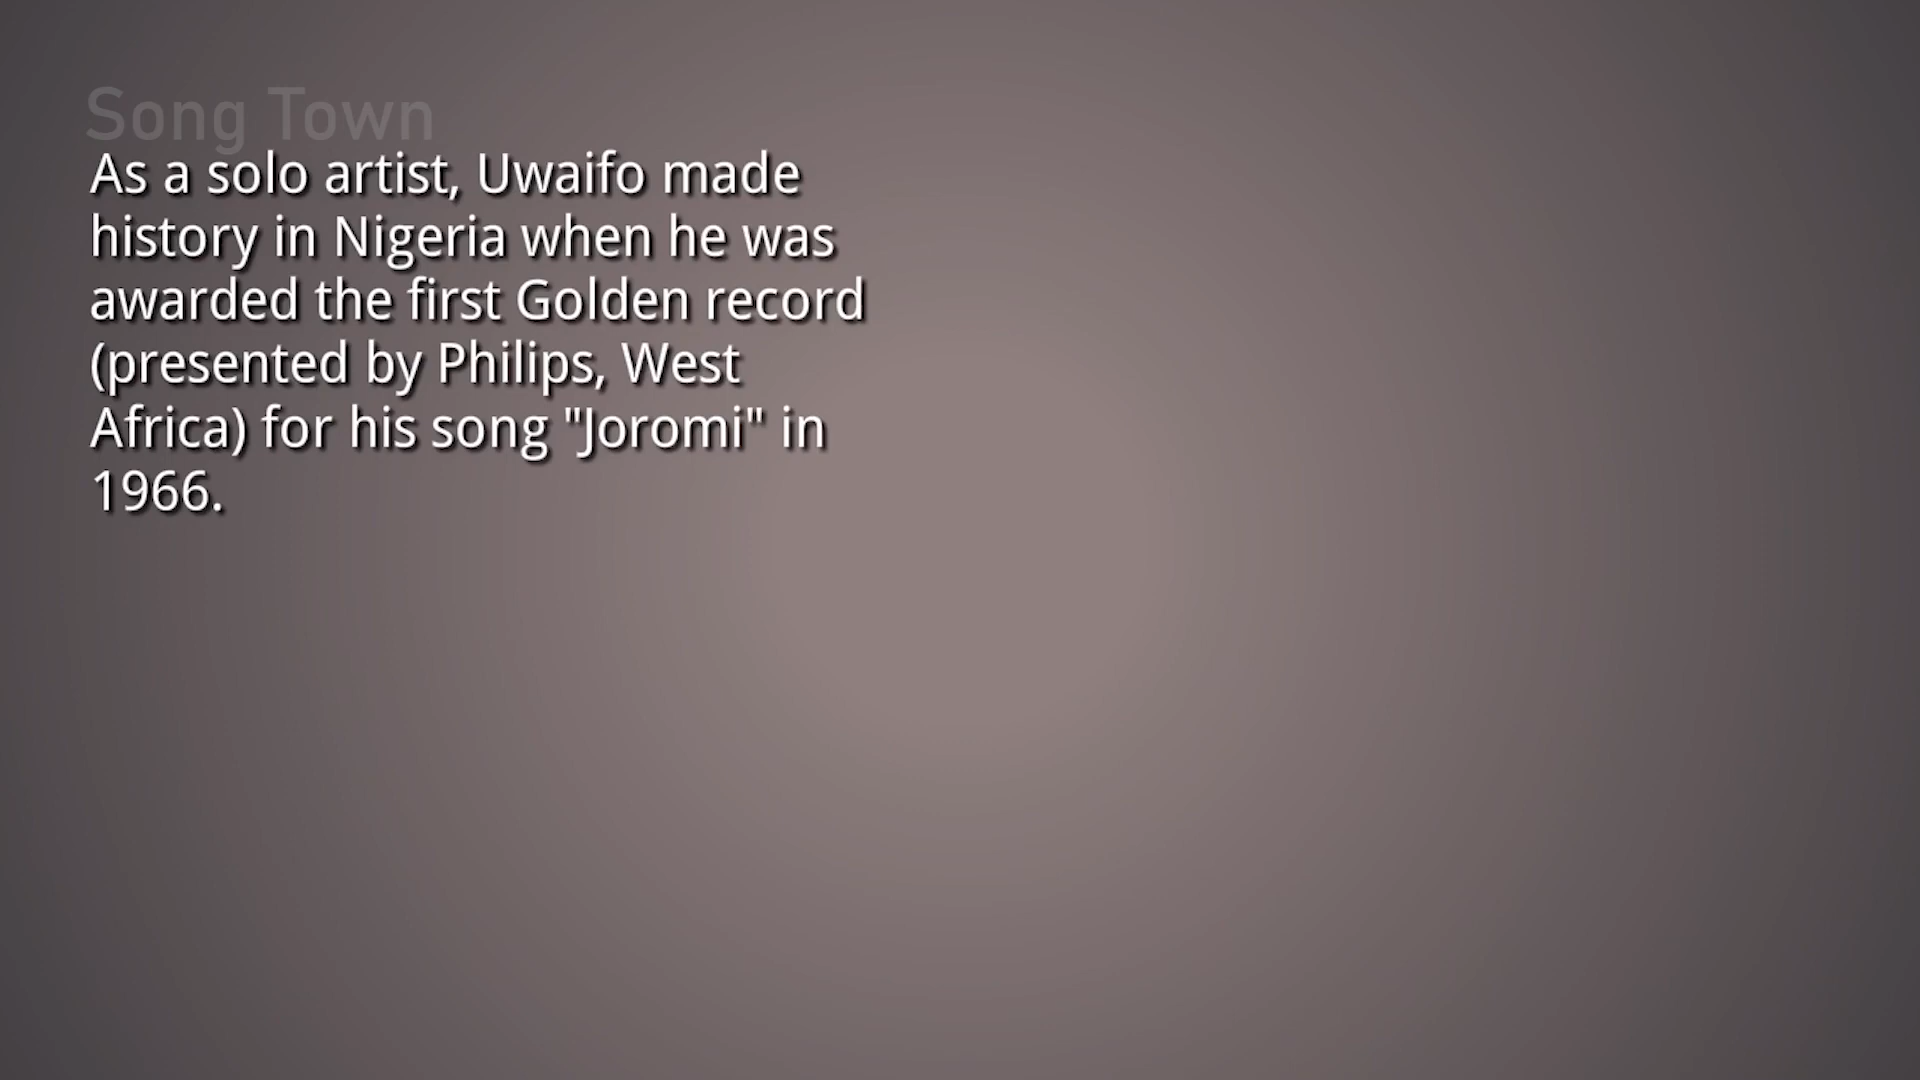 Song Town
As a solo artist, Uwaifo made
history in Nigeria when he was
awarded the first Golden record
(presented by Philips, West
Africa) for his song "Joromi" in
1966.